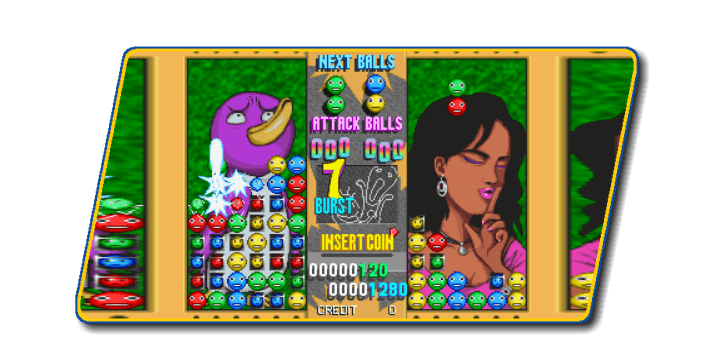 NEXT BALLS
ATTACK BALLS
000 000
7
BURST
INSERT COIN
00000120
00001280
CREDIT 0